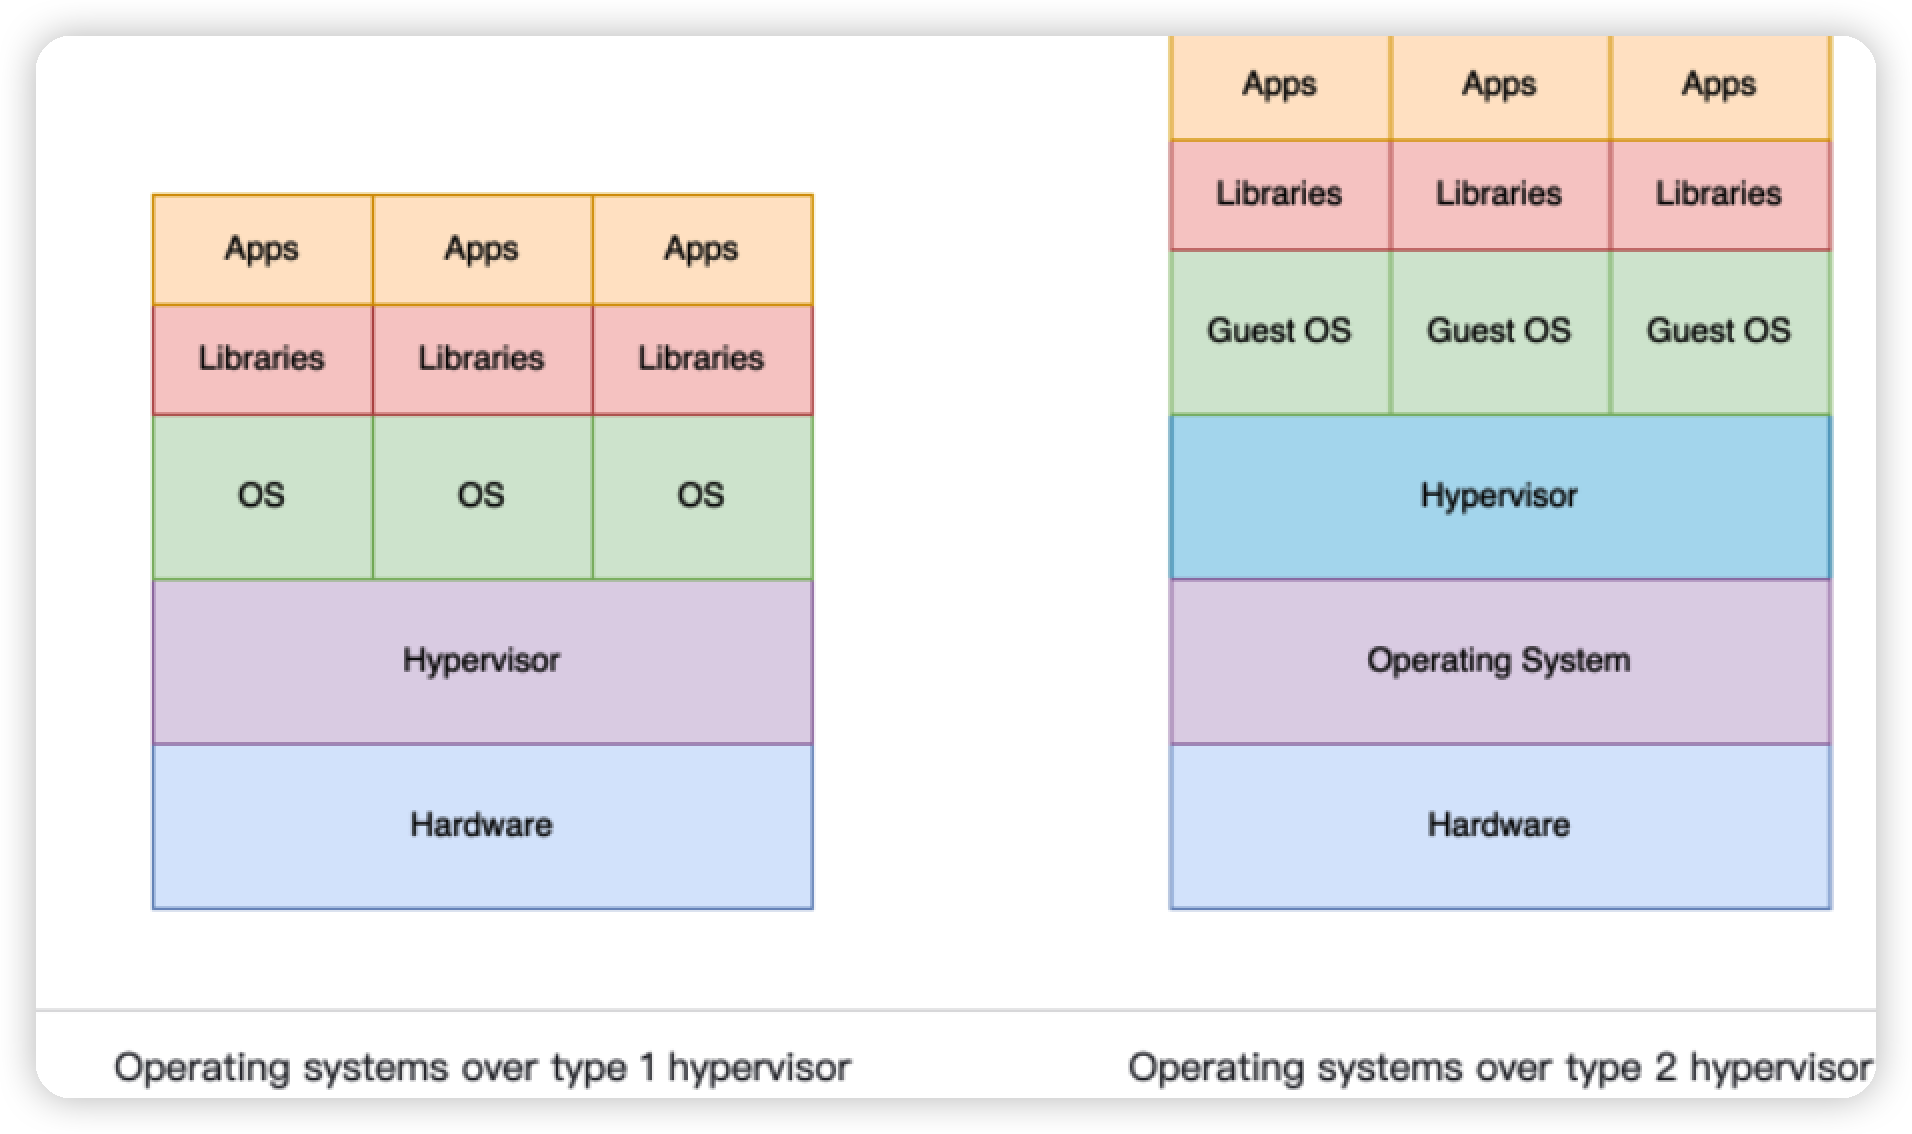 Apps Apps Apps
Libraries Libraries Libraries
OS OS OS
Hypervisor
Hardware
Operating systems over type 1 hypervisor
Apps Apps Apps
Libraries Libraries Libraries
Guest OS Guest OS Guest OS
Hypervisor
Operating System
Hardware
Operating systems over type 2 hypervisor